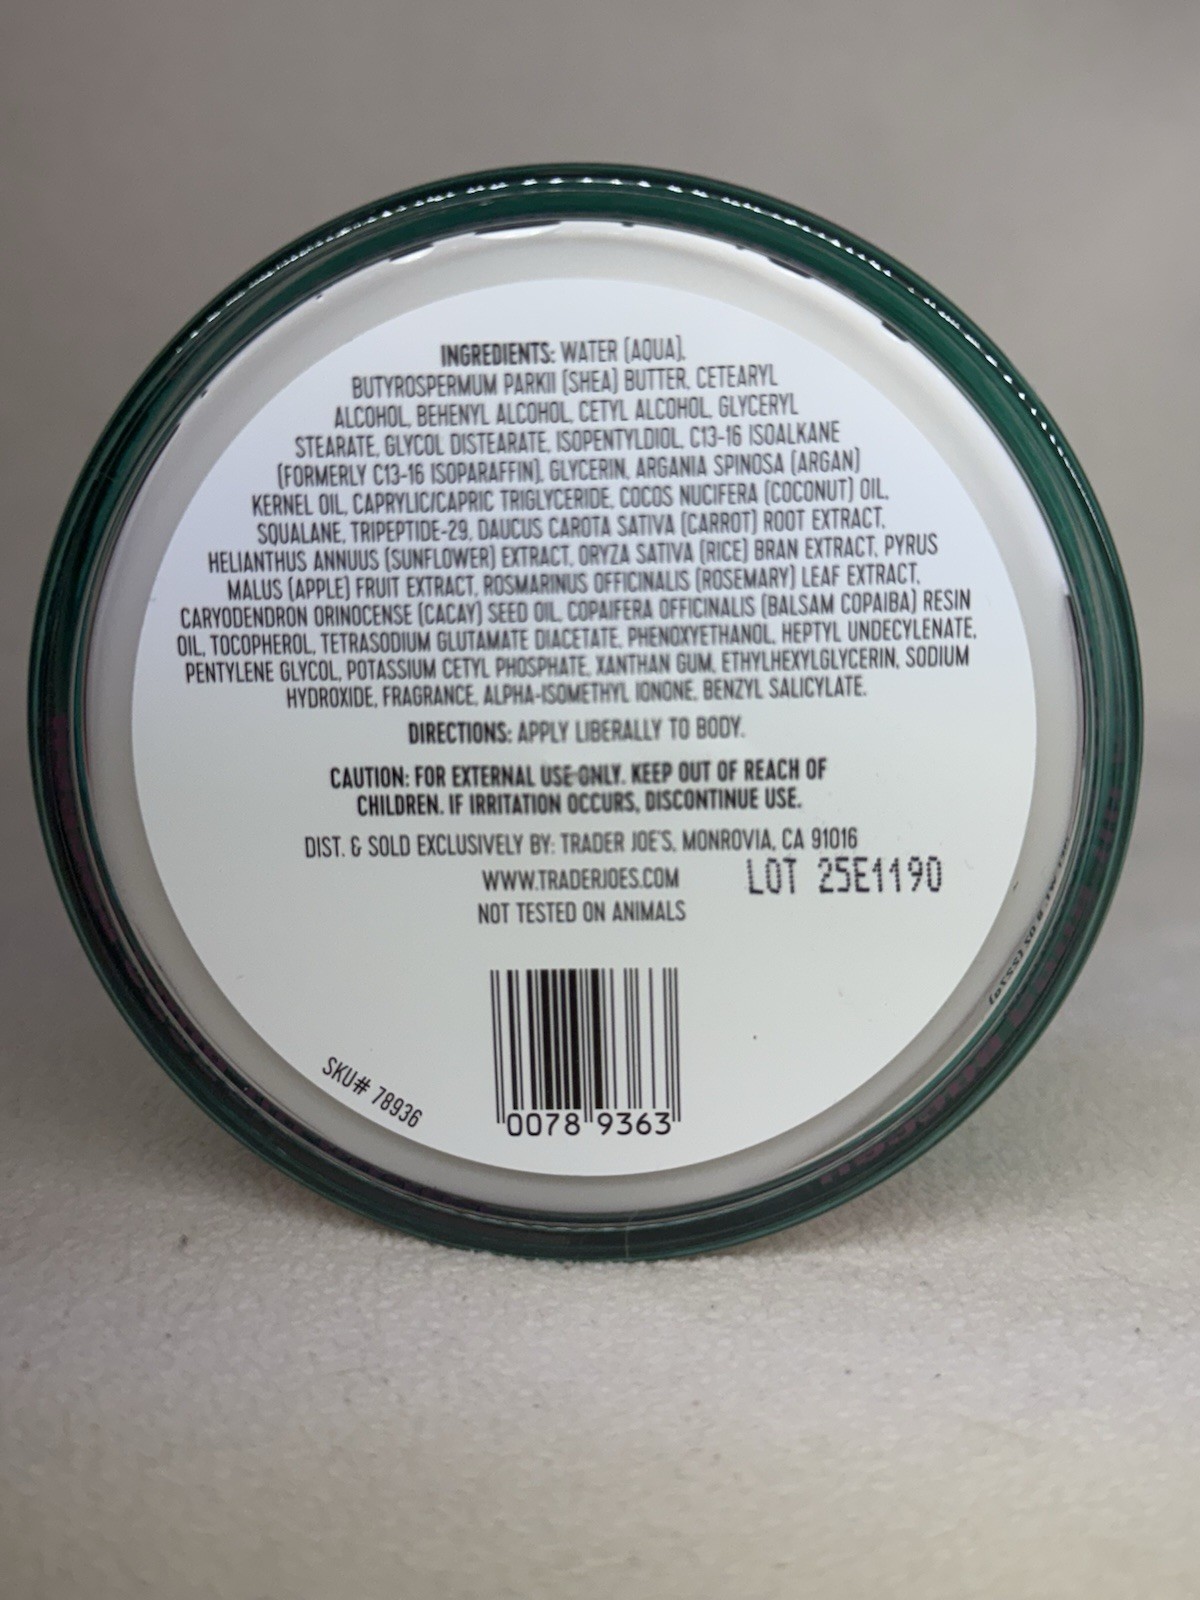 INGREDIENTS: WATER (AQUA),
BUTYROSPERMUM PARKII (SHEA) BUTTER, CETEARYL
ALCOHOL, BEHENYL ALCOHOL, CETYL ALCOHOL, GLYCERYL
STEARATE, GLYCOL DISTEARATE, ISOPENTYLDIOL, C13-16 ISOALKANE
(FORMERLY C13-16 ISOPARAFFIN), GLYCERIN, ARGANIA SPINOSA (ARGAN)
KERNEL OIL, CAPRYLIC/CAPRIC TRIGLYCERIDE, COCOS NUCIFERA (COCONUT) OIL,
SQUALANE, TRIPEPTIDE-29, DAUCUS CAROTA SATIVA (CARROT) ROOT EXTRACT,
HELIANTHUS ANNUUS (SUNFLOWER) EXTRACT, ORYZA SATIVA (RICE) BRAN EXTRACT, PYRUS
MALUS (APPLE) FRUIT EXTRACT, ROSMARINUS OFFICINALIS (ROSEMARY) LEAF EXTRACT,
CARYODENDRON ORINOCENSE (CACAY) SEED OIL, COPAIFERA OFFICINALIS (BALSAM COPAIBA) RESIN
OIL, TOCOPHEROL, TETRASODIUM GLUTAMATE DIACETATE, PHENOXYETHANOL, HEPTYL UNDECYLENATE,
PENTYLENE GLYCOL, POTASSIUM CETYL PHOSPHATE, XANTHAN GUM, ETHYLHEXYLGLYCERIN, SODIUM
HYDROXIDE, FRAGRANCE, ALPHA-ISOMETHYL IONONE, BENZYL SALICYLATE.
DIRECTIONS: APPLY LIBERALLY TO BODY.
CAUTION: FOR EXTERNAL USE ONLY. KEEP OUT OF REACH OF
CHILDREN. IF IRRITATION OCCURS, DISCONTINUE USE.
DIST. & SOLD EXCLUSIVELY BY: TRADER JOE'S, MONROVIA, CA 91016
WWW.TRADERJOES.COM
LOT 25E1190
NOT TESTED ON ANIMALS
SKU# 78936
0078 9363